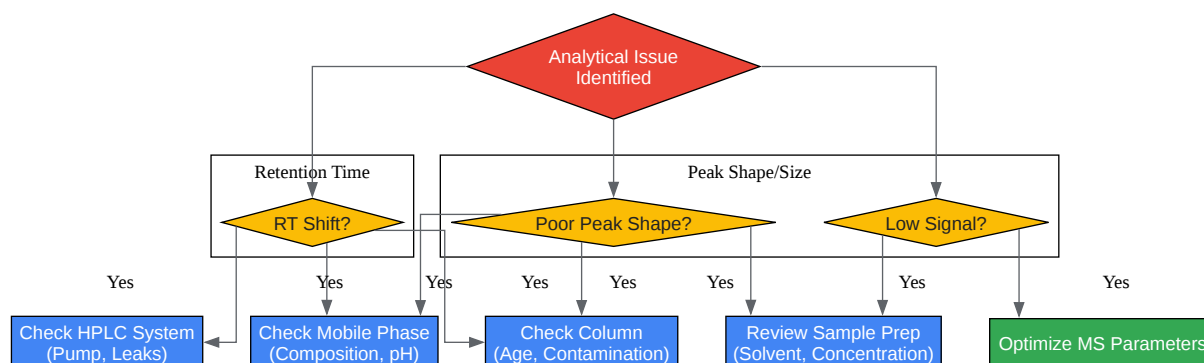 Analytical Issue
Identified
Retention Time
Peak Shape/Size
RT Shift?
Poor Peak Shape?
Low Signal?
Yes
Yes
Yes
Yes
Yes
Yes
Yes
Yes
Check HPLC System
(Pump, Leaks)
Check Mobile Phase
(Composition, pH)
Check Column
(Age, Contamination)
Review Sample Prep
(Solvent, Concentration)
Optimize MS Parameter